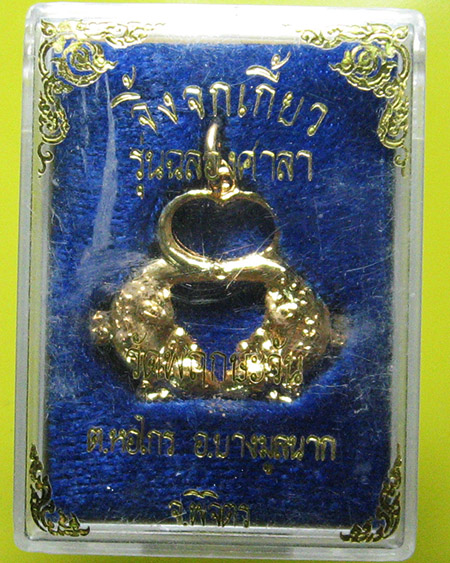 จิ้งจกเกี้ยว
รุ่นฉลองศาลา
ต.หอไกร อ.บางมูลนาก
จ.พิจิตร